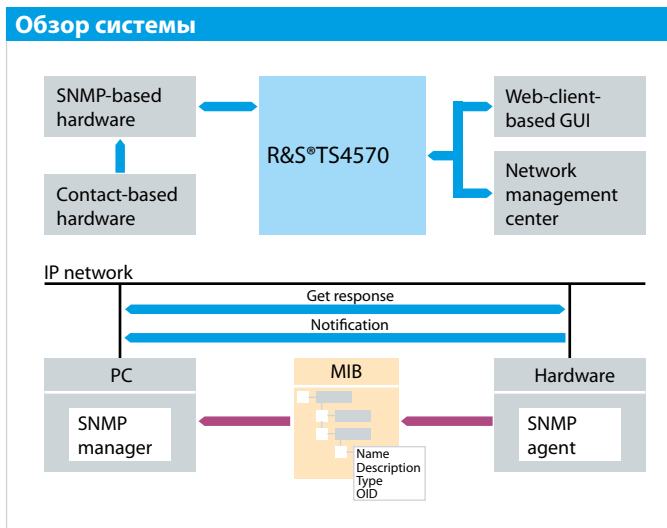 Обзор системы
SNMP-based
hardware
Contact-based
hardware
R&S®TS4570
Web-client-
based GUI
Network
management
center
IP network
Get response
Notification
PC
SNMP
manager
MIB
Name
Description
Type
OID
Hardware
SNMP
agent